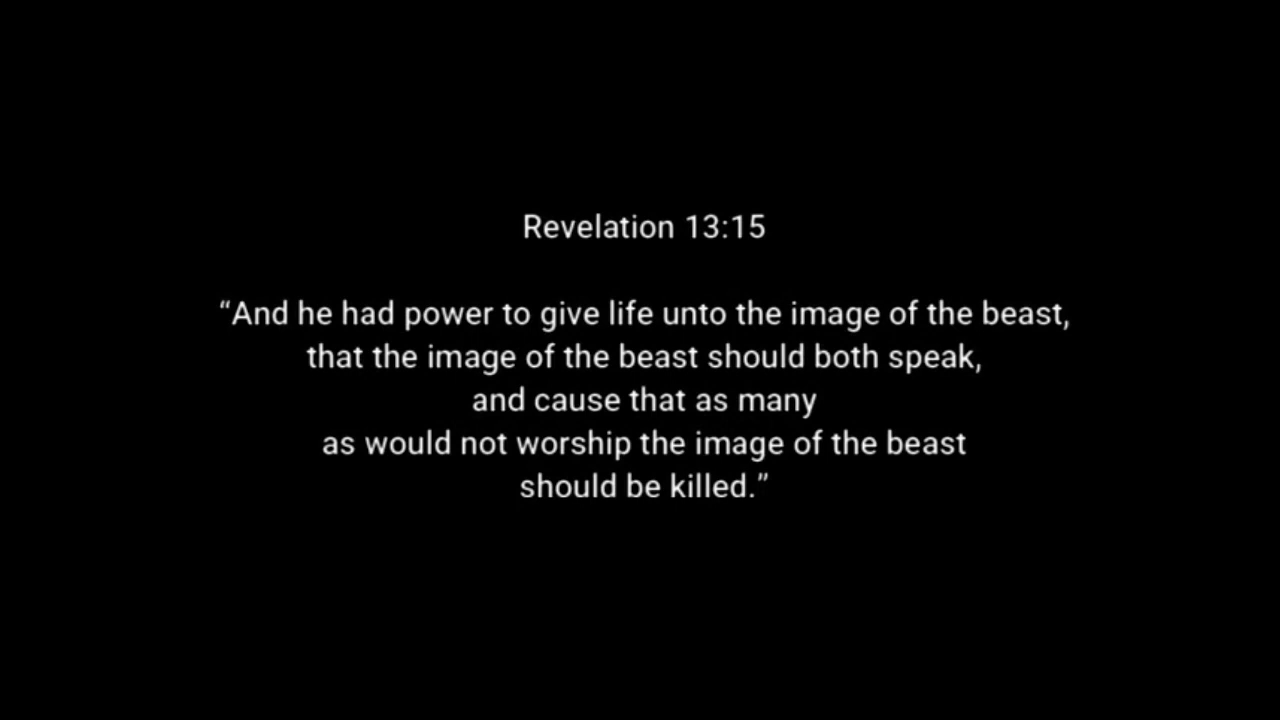 Revelation 13:15
“And he had power to give life unto the image of the beast,
that the image of the beast should both speak,
and cause that as many
as would not worship the image of the beast
should be killed.”